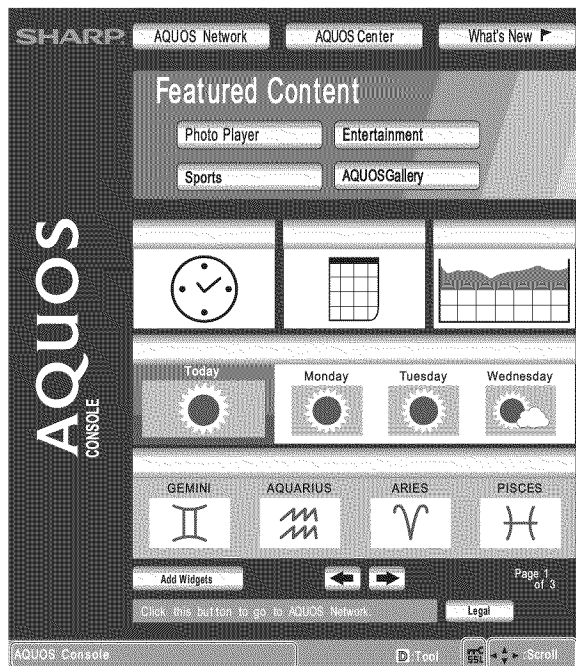 SHARP
AQUOS Network
AQUOS Center
What's New
Featured Content
Photo Player
Entertainment
Sports
AQUOSGallery
AQUOS
CONSOLE
Today
Monday
Tuesday
Wednesday
GEMINI
AQUARIUS
ARIES
PISCES
Add Widgets
Page 1
of 3
Click this button to go to AQUOS Network
Legal
AQUOS Console
D:Tool
SSL
:Scroll